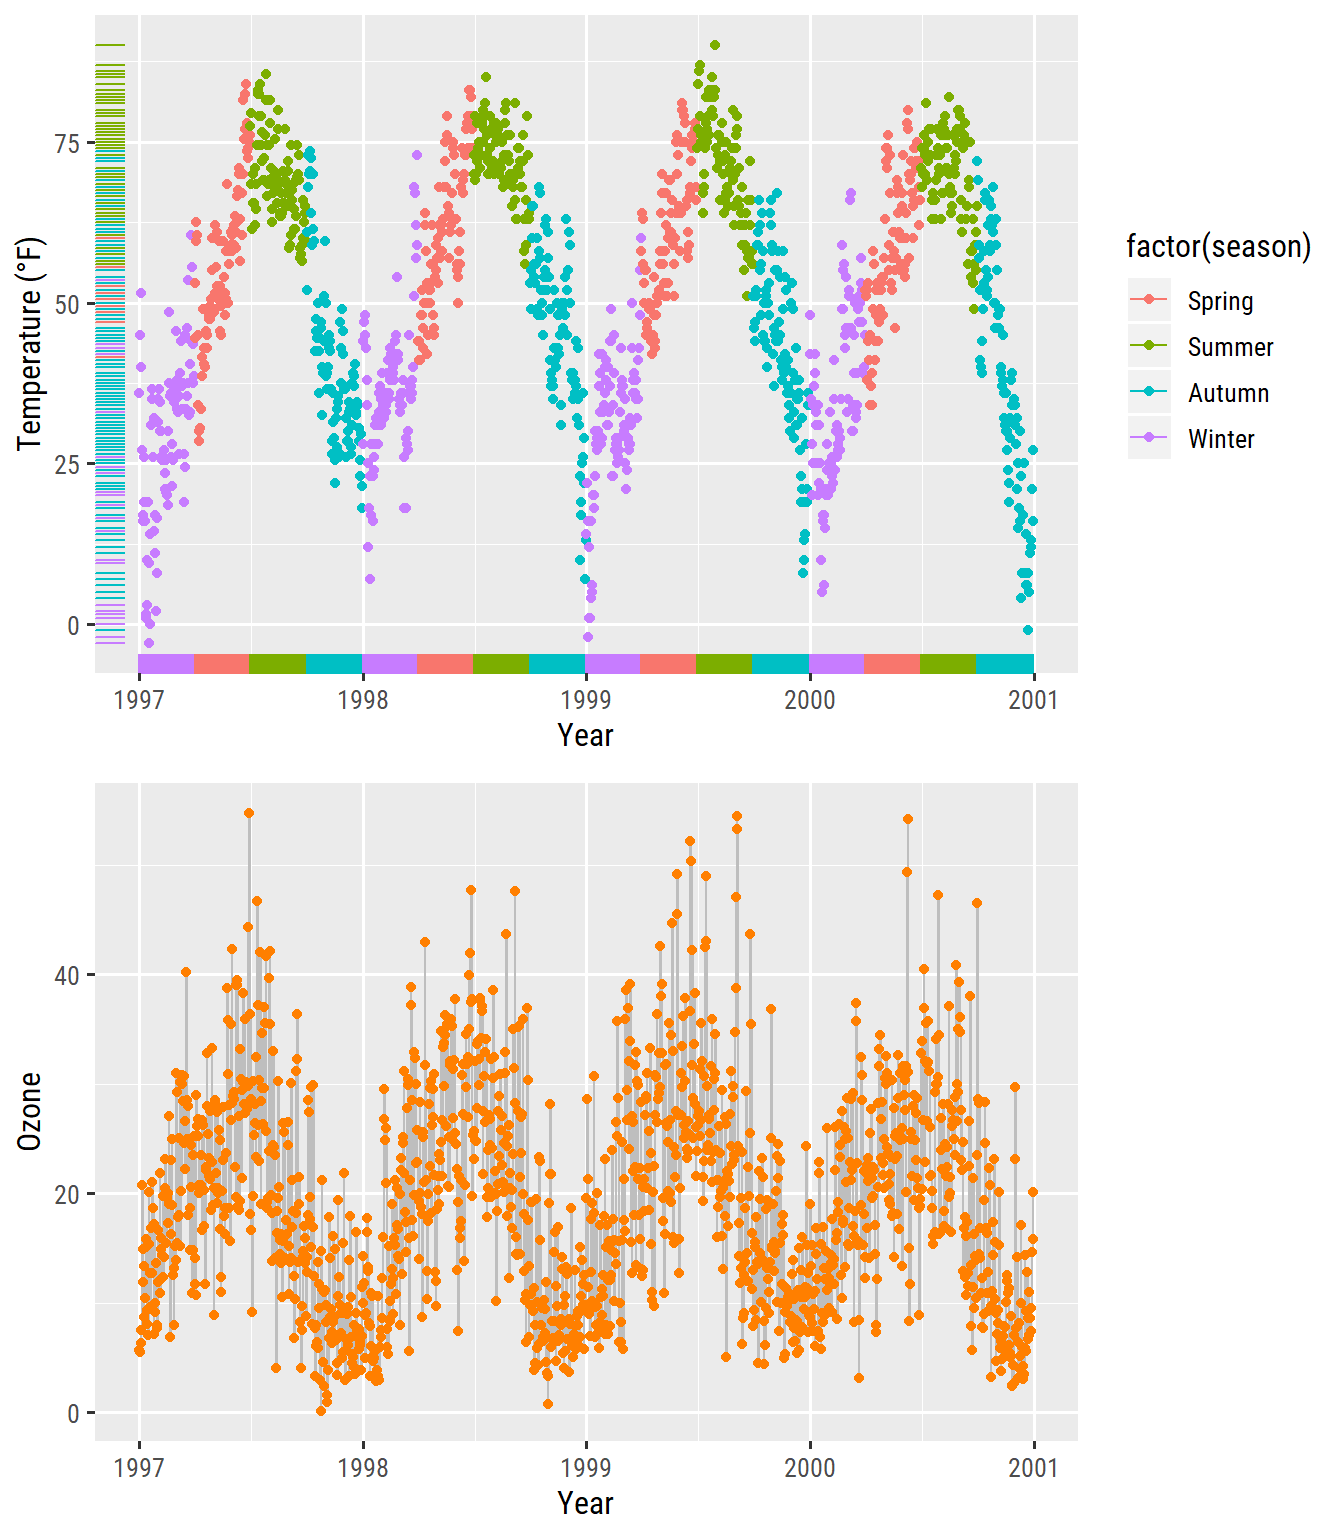 75
50
25
0
Temperature (°F)
1997 1998 1999 2000 2001
Year
factor(season)
Spring
Summer
Autumn
Winter
40
20
0
Ozone
1997 1998 1999 2000 2001
Year